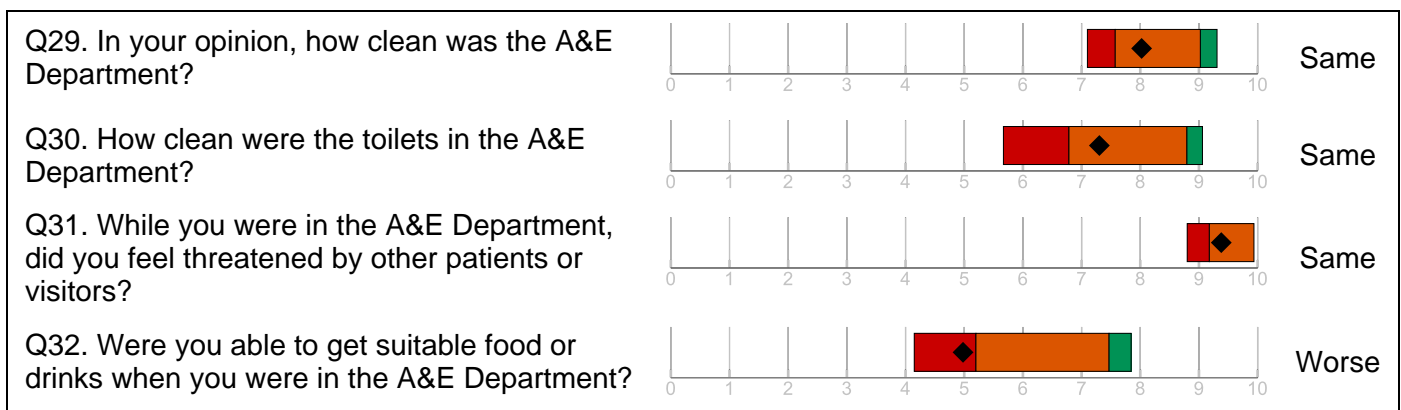 Q29. In your opinion, how clean was the A&E
Department?
0 1 2 3 4 5 6 7 8 9 10
Same
Q30. How clean were the toilets in the A&E
Department?
0 1 2 3 4 5 6 7 8 9 10
Same
Q31. While you were in the A&E Department,
did you feel threatened by other patients or
visitors?
0 1 2 3 4 5 6 7 8 9 10
Same
Q32. Were you able to get suitable food or
drinks when you were in the A&E Department?
0 1 2 3 4 5 6 7 8 9 10
Worse